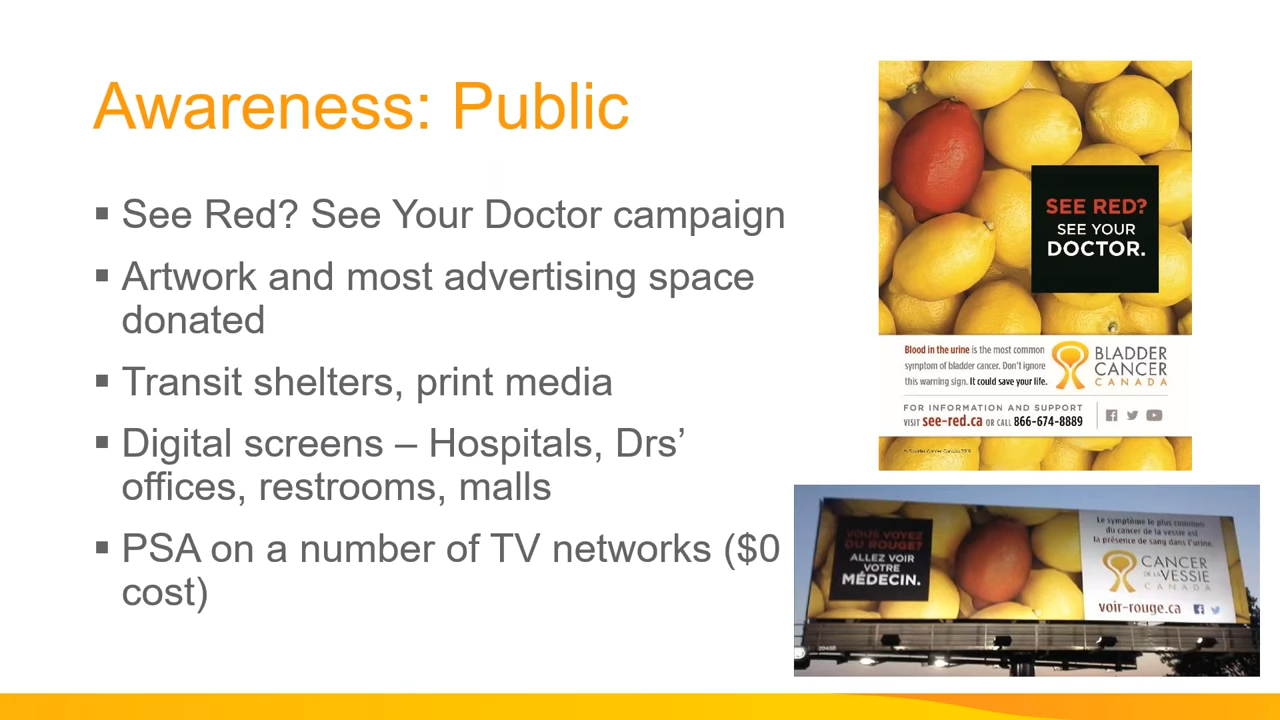 Awareness: Public
▪ See Red? See Your Doctor campaign
▪ Artwork and most advertising space
donated
▪ Transit shelters, print media
▪ Digital screens – Hospitals, Drs’
offices, restrooms, malls
▪ PSA on a number of TV networks ($0
cost)
SEE RED?
SEE YOUR
DOCTOR.
Blood in the urine is the most common
symptom of bladder cancer. Don't ignore
this warning sign. It could save your life.
BLADDER
CANCER
CANADA
FOR INFORMATION AND SUPPORT
VISIT see-red.ca OR CALL 866-674-8889
VOUS VOYEZ
DU ROUGE?
ALLEZ VOIR
VOTRE
MÉDECIN.
Le symptôme le plus commun
du cancer de la vessie est
la présence de sang dans l'urine.
CANCER
DE LA VESSIE
CANADA
voir-rouge.ca